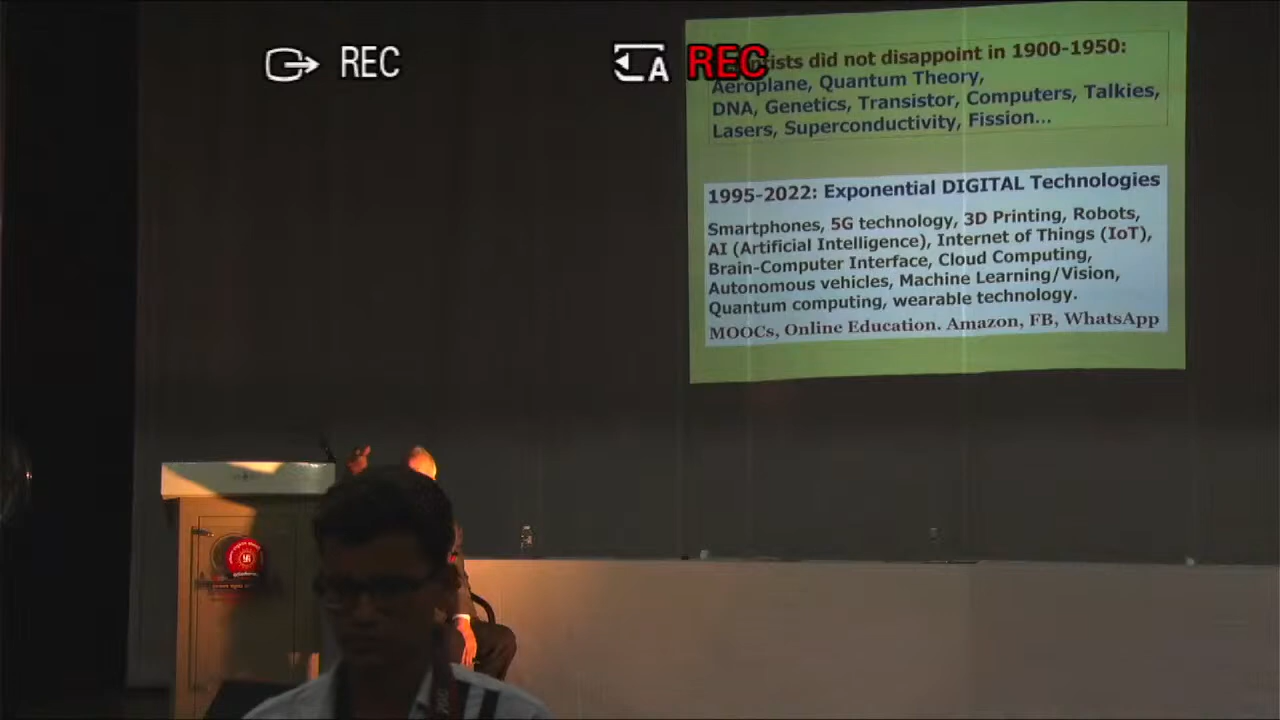 REC
A REC
tists did not disappoint in 1900-1950:
Aeroplane, Quantum Theory,
DNA, Genetics, Transistor, Computers, Talkies,
Lasers, Superconductivity, Fission...
1995-2022: Exponential DIGITAL Technologies
Smartphones, 5G technology, 3D Printing, Robots,
AI (Artificial Intelligence), Internet of Things (IoT),
Brain-Computer Interface, Cloud Computing,
Autonomous vehicles, Machine Learning/Vision,
Quantum computing, wearable technology.
MOOCs, Online Education. Amazon, FB, WhatsApp